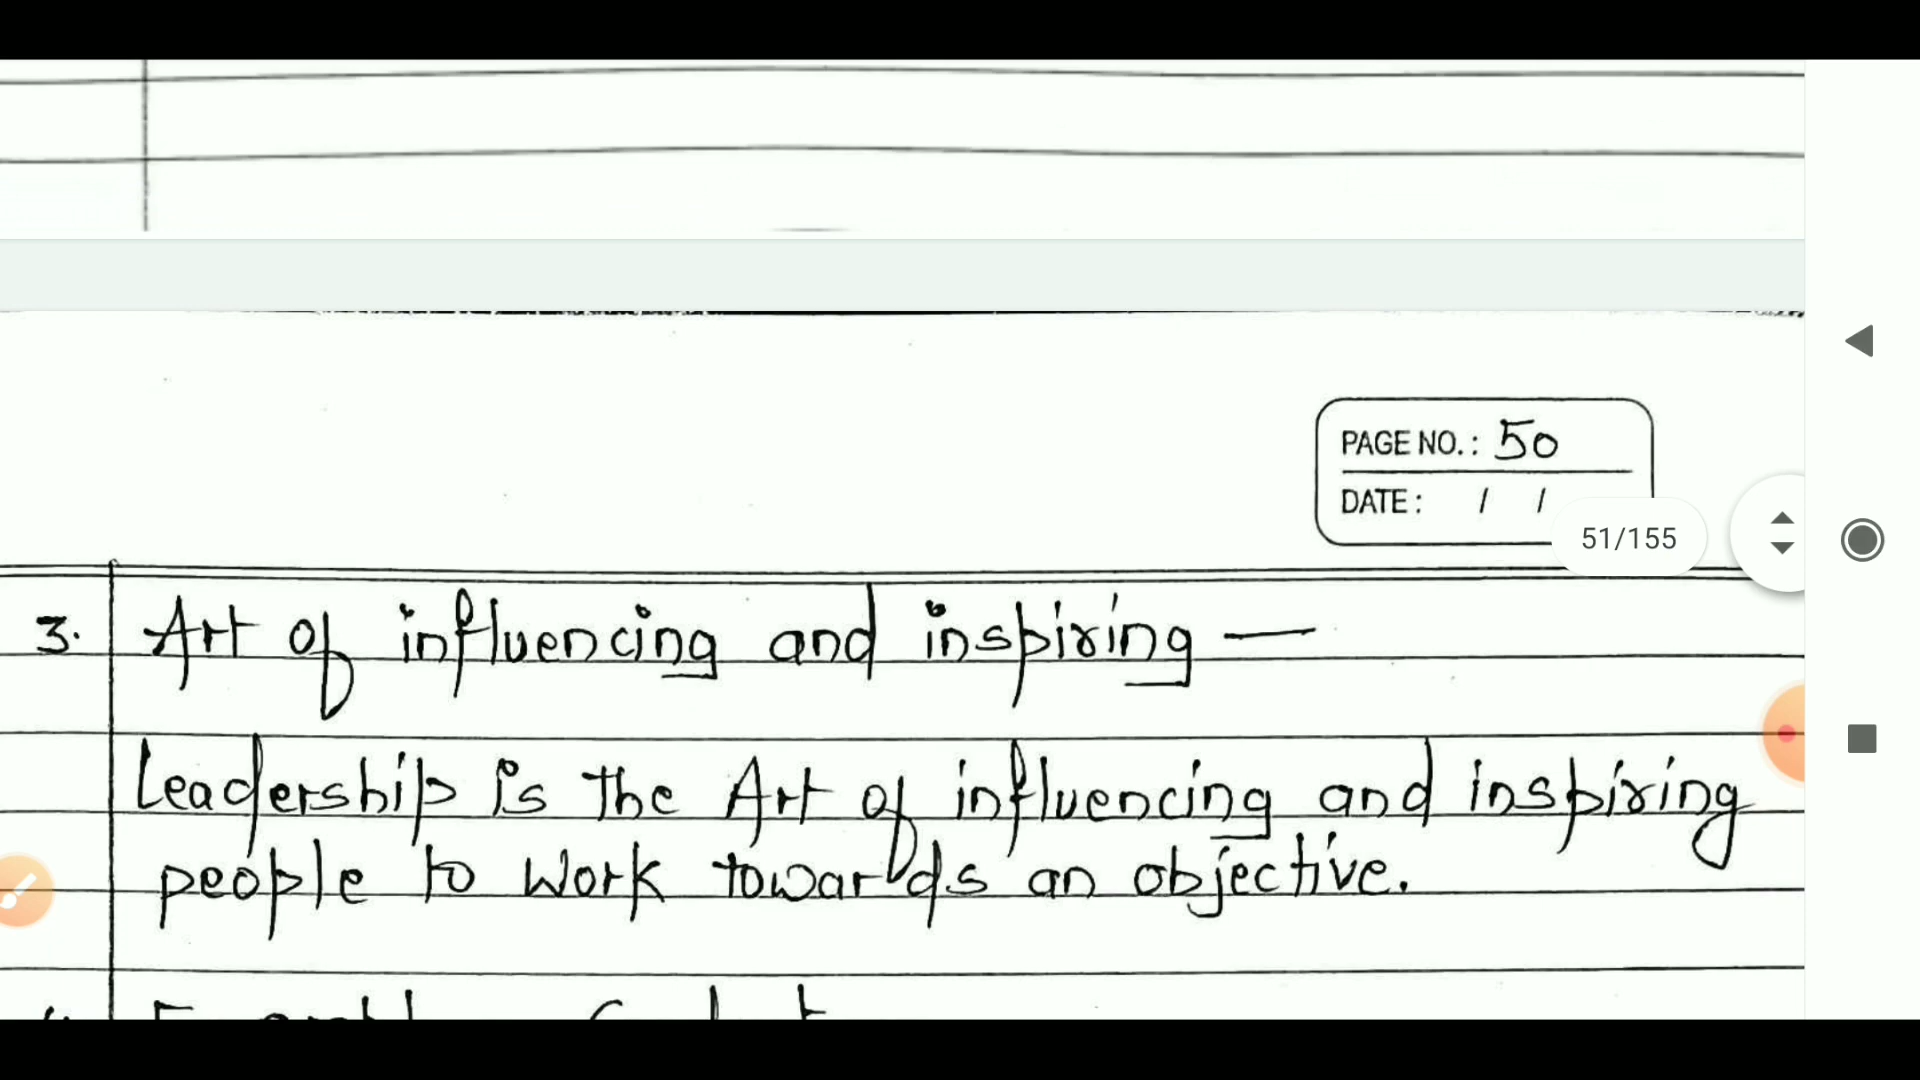 PAGE NO.: 50
DATE: / /
51/155
3. Art of influencing and inspiring —
Leadership is the Art of influencing and inspiring
people to work towards an objective.